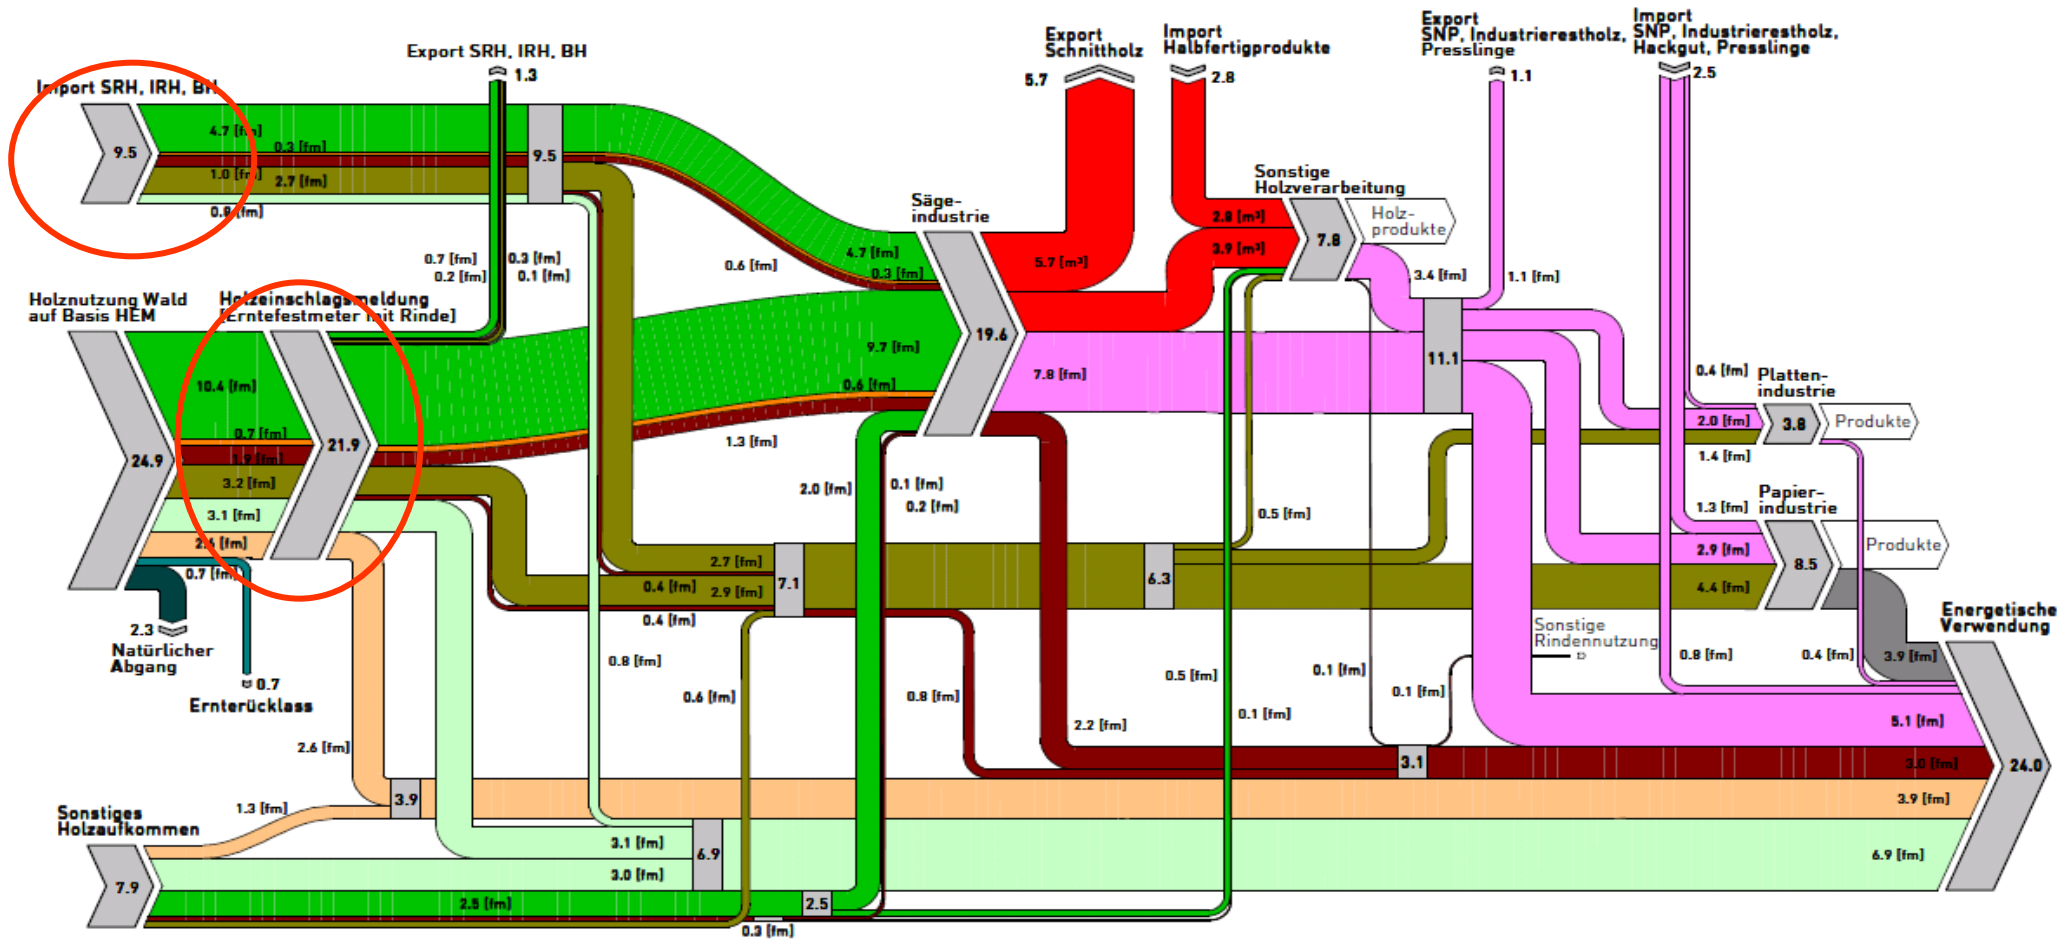 Export SRH, IRH, BH
1.3
Export
Schnittholz
5.7
Import
Halbfertigprodukte
2.8
Export
SNP, Industrierestholz,
Presslinge
1.1
Import
SNP, Industrierestholz,
Hackgut, Presslinge
2.5
Import SRH, IRH, BH
9.5
4.7 [fm]
0.3 [fm]
1.0 [fm]
2.7 [fm]
0.8 [fm]
9.5
0.7 [fm]
0.2 [fm]
0.3 [fm]
0.1 [fm]
Säge-
industrie
4.7 [fm]
0.3 [fm]
0.6 [fm]
5.7 [m³]
2.8 [m³]
3.9 [m³]
Sonstige
Holzverarbeitung
7.8
Holz-
produkte
3.4 [fm]
1.1 [fm]
Holznutzung Wald
auf Basis HEM
Holzeinschlagsmeldung
[Erntefestmeter mit Rinde]
24.9
10.4 [fm]
0.7 [fm]
1.9 [fm]
3.2 [fm]
3.1 [fm]
2.6 [fm]
0.7 [fm]
21.9
9.7 [fm]
0.6 [fm]
1.3 [fm]
19.6
7.8 [fm]
11.1
0.4 [fm]
Platten-
industrie
2.0 [fm]
3.8
Produkte
1.4 [fm]
2.0 [fm]
0.1 [fm]
0.2 [fm]
0.5 [fm]
1.3 [fm]
Papier-
industrie
2.9 [fm]
8.5
Produkte
4.4 [fm]
2.7 [fm]
0.4 [fm]
2.9 [fm]
7.1
0.4 [fm]
6.3
2.3
Natürlicher
Abgang
0.7
Ernterücklass
Sonstige
Rindennutzung
Energetische
Verwendung
0.8 [fm]
0.6 [fm]
0.8 [fm]
2.2 [fm]
0.5 [fm]
0.1 [fm]
0.1 [fm]
0.1 [fm]
0.8 [fm]
0.4 [fm]
3.9 [fm]
5.1 [fm]
2.6 [fm]
3.1
3.0 [fm]
24.0
1.3 [fm]
3.9
3.9 [fm]
Sonstiges
Holzaufkommen
7.9
3.1 [fm]
3.0 [fm]
6.9
6.9 [fm]
2.5 [fm]
2.5
0.3 [fm]